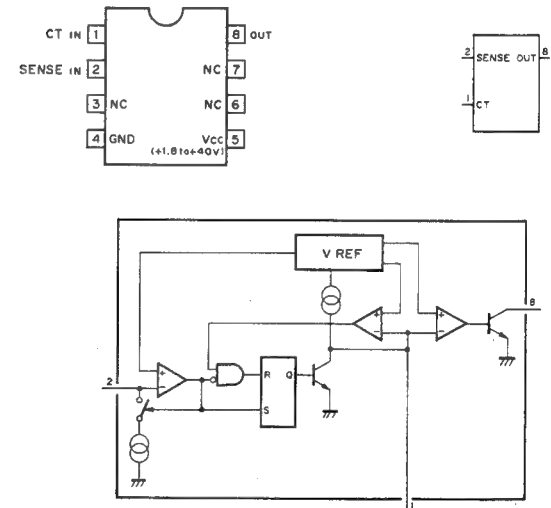 CT IN 1 8 OUT
SENSE IN 2 NC 7
3 NC NC 6
4 GND VCC 5
(+1.8 to +40V)
2 SENSE OUT 8
1 CT
V REF
+ + 8
- -
+ R Q
2 -
S
1